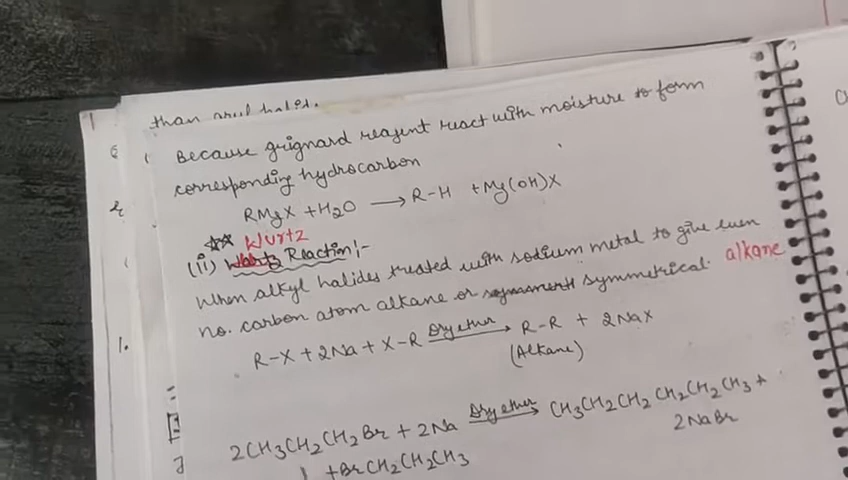 than aryl halid.
Because grignard reagent react with moisture to form
corresponding hydrocarbon
RMgX + H2O ⟶ R-H + Mg(OH)X
☆☆ Wurtz
(ii) Reaction:-
When alkyl halides treated with sodium metal to give even
no. carbon atom alkane or symmetrical alkane
R-X + 2Na + X-R Dry ether⟶ R-R + 2NaX
(Alkane)
2CH3CH2CH2Br + 2Na Dry ether⟶ CH3CH2CH2CH2CH2CH3 +
2NaBr
+ BrCH2CH2CH3